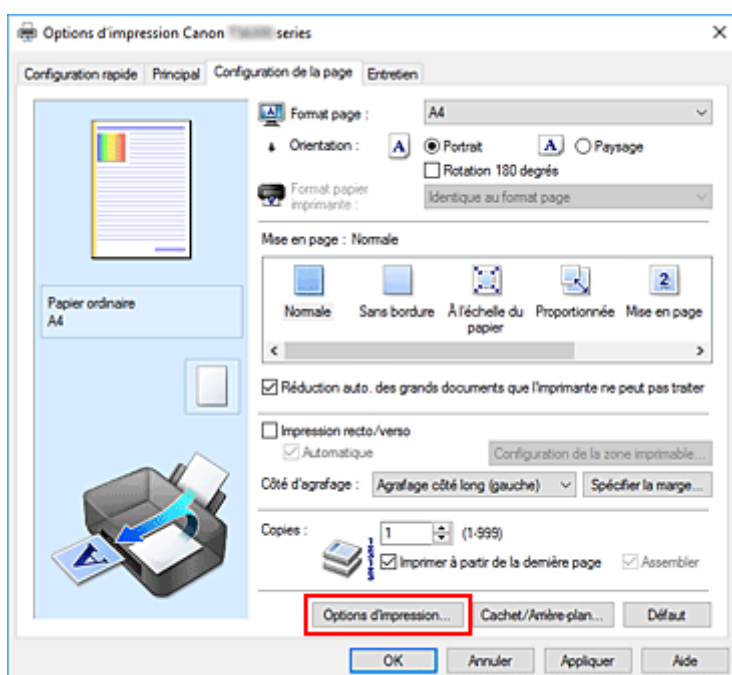 Options d'impression Canon series
Configuration rapide Principal Configuration de la page Entretien
Format page : A4
Orientation : A Portrait A Paysage
Rotation 180 degrés
Format papier imprimante : Identique au format page
Mise en page : Normale
2
Normale Sans bordure À l'échelle du papier Proportionnée Mise en page
Papier ordinaire
A4
Réduction auto. des grands documents que l'imprimante ne peut pas traiter
Impression recto/verso
Automatique Configuration de la zone imprimable...
Côté d'agrafage : Agrafage côté long (gauche) Spécifier la marge...
Copies : 1 (1-999)
Imprimer à partir de la dernière page Assembler
A
Options d'impression... Cachet/Arrière-plan... Défaut
OK Annuler Appliquer Aide